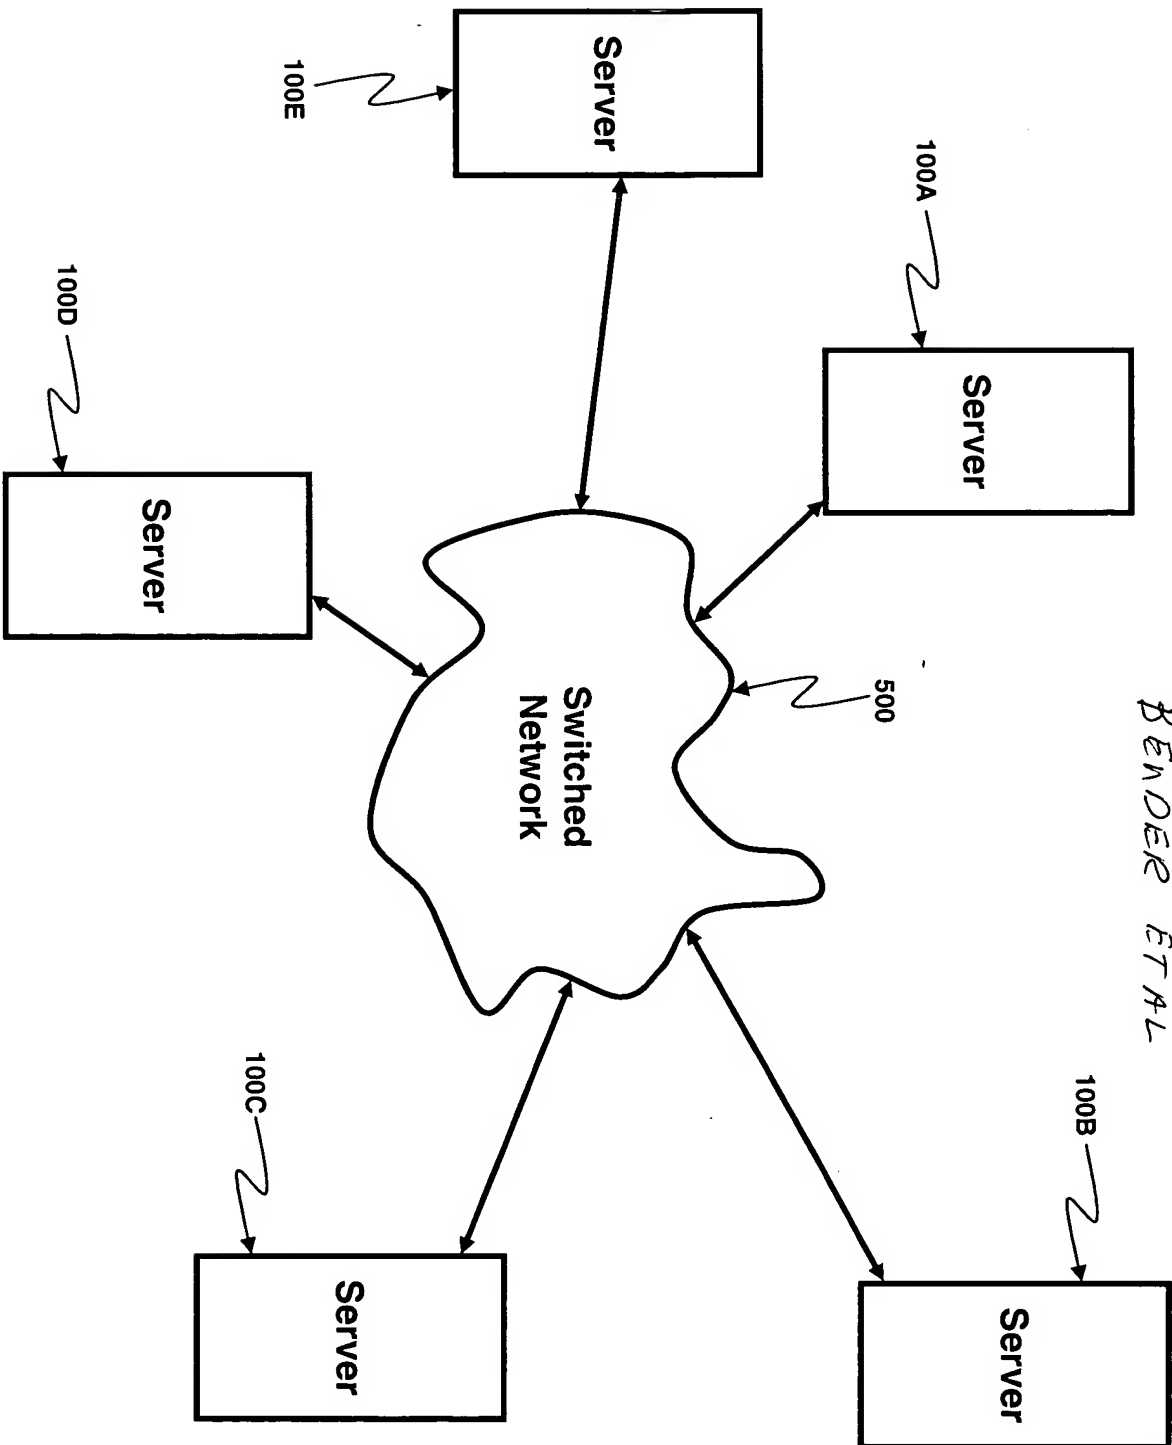 BENDER ET AL
100B
Server
100A
Server
500
Server
100E
Switched
Network
100C
Server
100D
Server